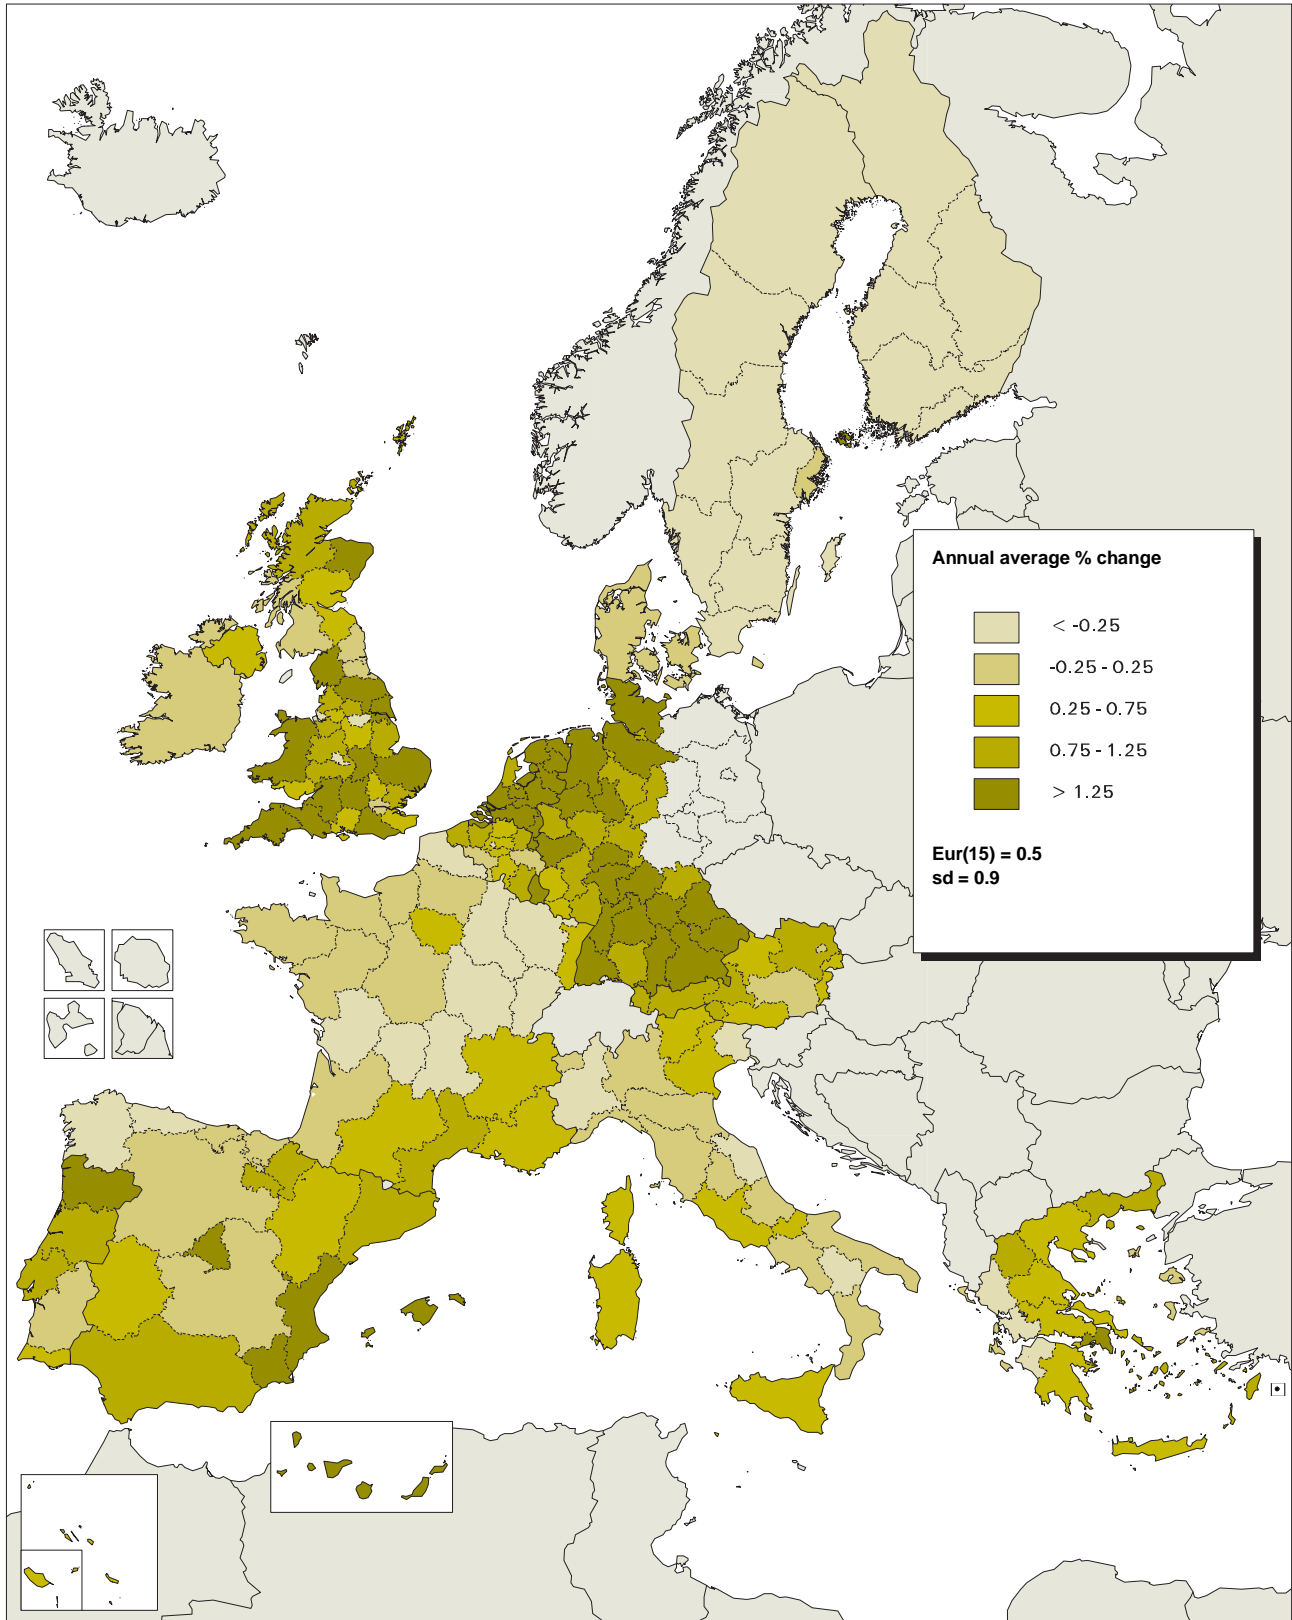 Annual average % change
< -0.25
-0.25 - 0.25
0.25 - 0.75
0.75 - 1.25
> 1.25
Eur(15) = 0.5
sd = 0.9